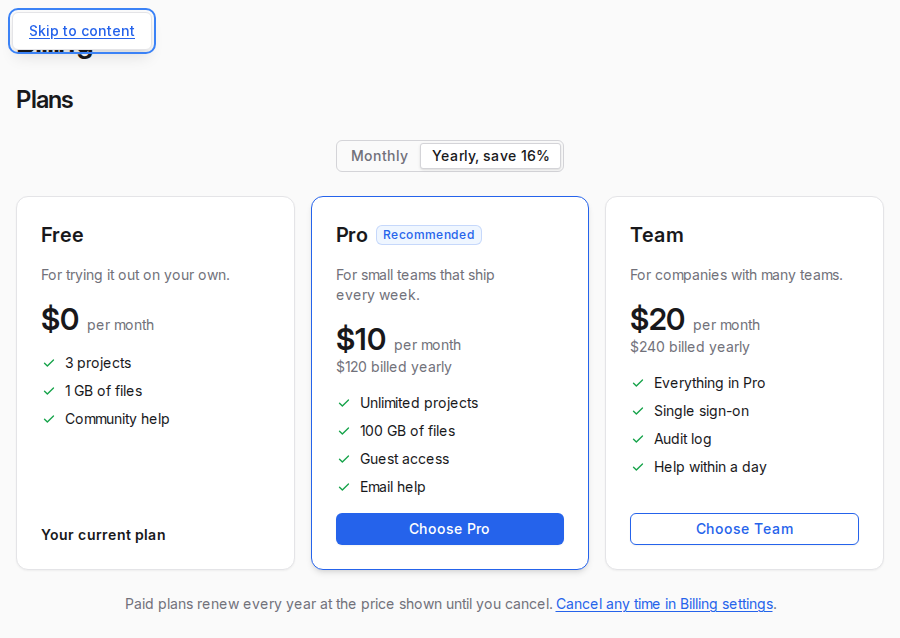 Skip to content
Plans
Monthly
Yearly, save 16%
Free
For trying it out on your own.
$0 per month
3 projects
1 GB of files
Community help
Your current plan
Pro
Recommended
For small teams that ship
every week.
$10 per month
$120 billed yearly
Unlimited projects
100 GB of files
Guest access
Email help
Choose Pro
Team
For companies with many teams.
$20 per month
$240 billed yearly
Everything in Pro
Single sign-on
Audit log
Help within a day
Choose Team
Paid plans renew every year at the price shown until you cancel. Cancel any time in Billing settings.